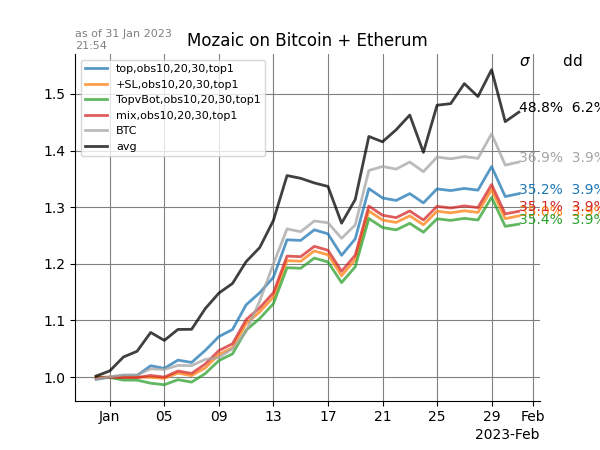 as of 31 Jan 2023
21:54
Mozaic on Bitcoin + Etherum
σ dd
top,obs10,20,30,top1
+SL,obs10,20,30,top1
TopvBot,obs10,20,30,top1
mix,obs10,20,30,top1
BTC
avg
48.8% 6.2%
36.9% 3.9%
35.2% 3.9%
35.1% 3.9%
35.4% 3.9%
1.5
1.4
1.3
1.2
1.1
1.0
Jan 05 09 13 17 21 25 29 Feb
2023-Feb